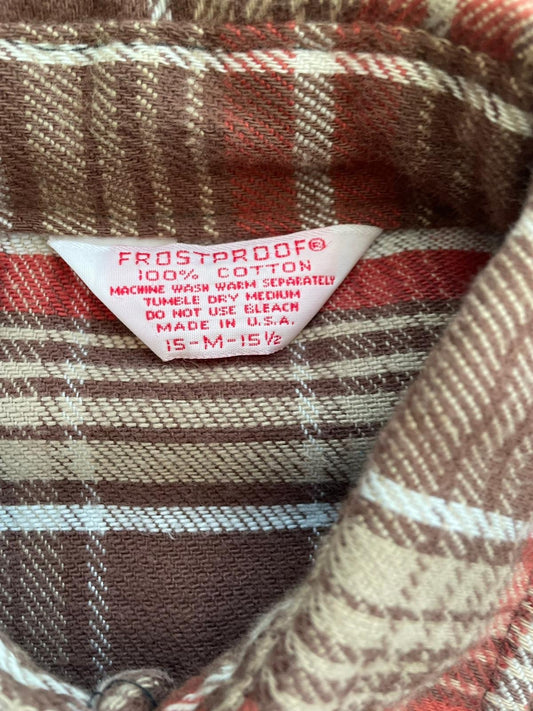 FROSTPROOF®
100% COTTON
MACHINE WASH WARM SEPARATELY
TUMBLE DRY MEDIUM
DO NOT USE BLEACH
MADE IN U.S.A.
15-M-15½